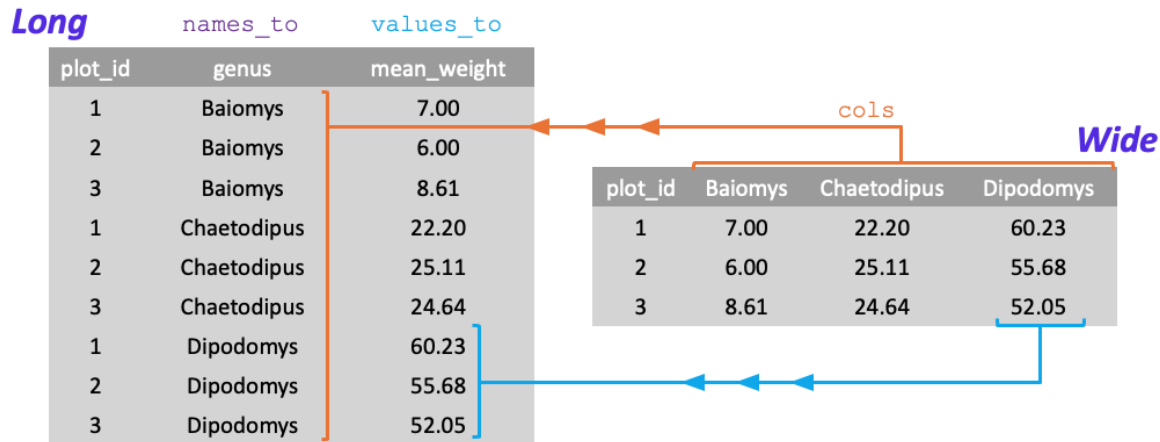 Long names_to values_to
plot_id genus mean_weight
1 Baiomys 7.00
2 Baiomys 6.00
3 Baiomys 8.61
1 Chaetodipus 22.20
2 Chaetodipus 25.11
3 Chaetodipus 24.64
1 Dipodomys 60.23
2 Dipodomys 55.68
3 Dipodomys 52.05
cols
Wide
plot_id Baiomys Chaetodipus Dipodomys
1 7.00 22.20 60.23
2 6.00 25.11 55.68
3 8.61 24.64 52.05